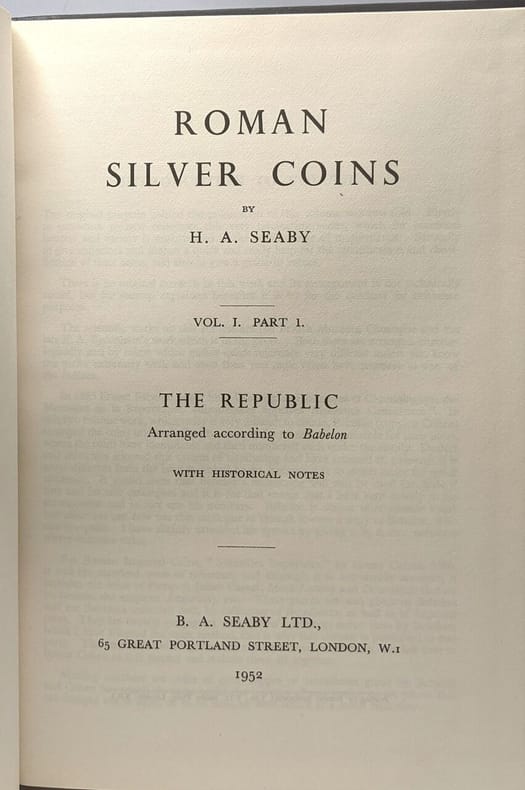 ROMAN
SILVER COINS
BY
H. A. SEABY
VOL. I. PART 1.
THE REPUBLIC
Arranged according to Babelon
WITH HISTORICAL NOTES
B. A. SEABY LTD.,
65 GREAT PORTLAND STREET, LONDON, W.1
1952